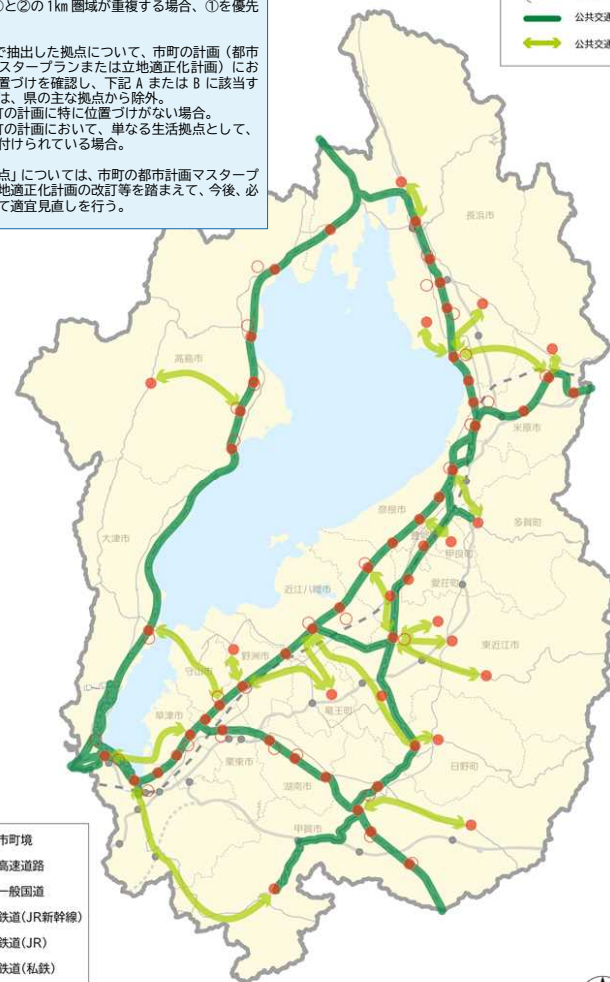 ①と②の1km圏域が重複する場合、①を優先
で抽出した拠点について、市町の計画（都市
スタープランまたは立地適正化計画）にお
置づけを確認し、下記 A または B に該当す
は、県の主な拠点から除外。
町の計画に特に位置づけがない場合。
町の計画において、単なる生活拠点として、
付けられている場合。
点」については、市町の都市計画マスタープ
地適正化計画の改訂等を踏まえて、今後、必
て適宜見直しを行う。
公共交通
公共交通
長浜市
高島市
米原市
彦根市
多賀町
大津市
甲良町
愛荘町
近江八幡市
東近江市
野洲市
守山市
竜王町
草津市
日野町
栗東市
湖南市
甲賀市
市町境
高速道路
一般国道
鉄道(JR新幹線)
鉄道(JR)
鉄道(私鉄)